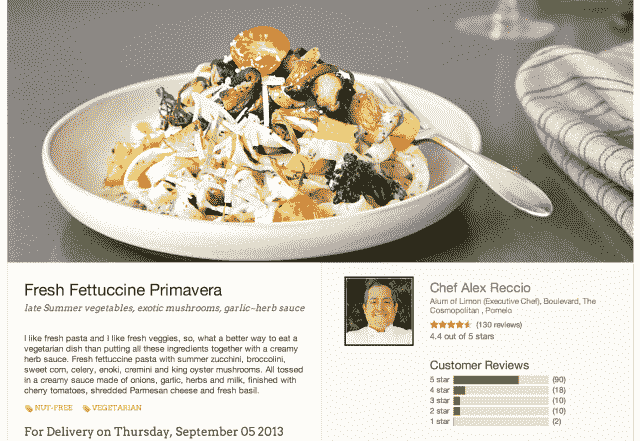 Fresh Fettuccine Primavera
late Summer vegetables, exotic mushrooms, garlic-herb sauce
I like fresh pasta and I like fresh veggies, so, what a better way to eat a
vegetarian dish than putting all these ingredients together with a creamy
herb sauce. Fresh fettuccine pasta with summer zucchini, broccolini,
sweet corn, celery, enoki, cremini and king oyster mushrooms. All tossed
in a creamy sauce made of onions, garlic, herbs and milk, finished with
cherry tomatoes, shredded Parmesan cheese and fresh basil.
NUT-FREE VEGETARIAN
For Delivery on Thursday, September 05 2013
Chef Alex Reccio
Alum of Limon (Executive Chef), Boulevard, The
Cosmopolitan , Pomelo
(130 reviews)
4.4 out of 5 stars
Customer Reviews
5 star (90)
4 star (18)
3 star (10)
2 star (10)
1 star (2)